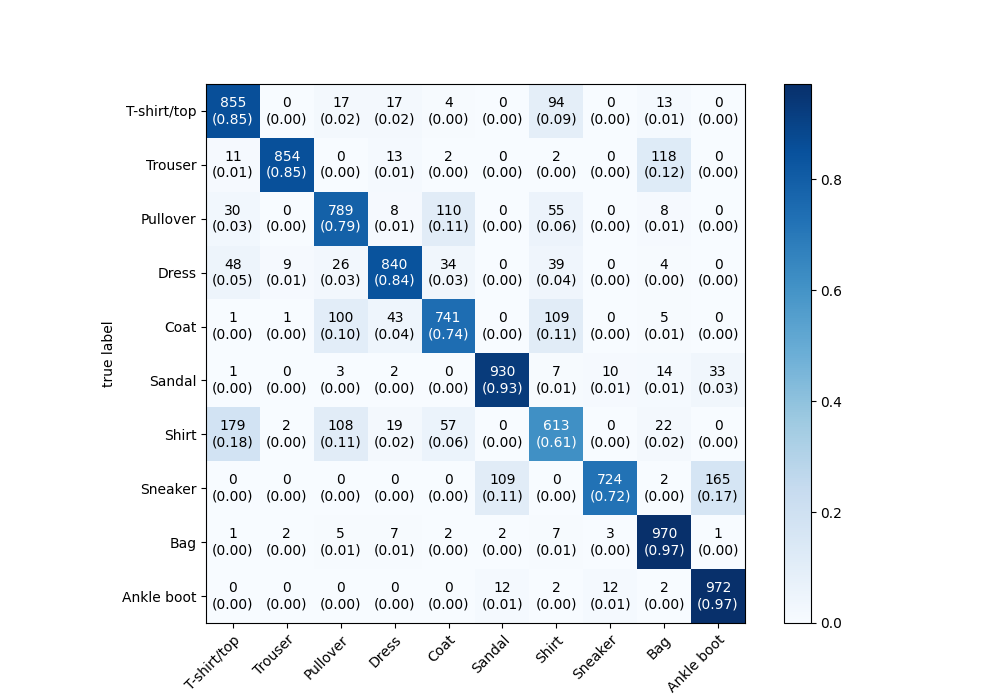 855 0 17 17 4 0 94 0 13 0
T-shirt/top (0.85) (0.00) (0.02) (0.02) (0.00) (0.00) (0.09) (0.00) (0.01) (0.00)
11 854 0 13 2 0 2 0 118 0
Trouser (0.01) (0.85) (0.00) (0.01) (0.00) (0.00) (0.00) (0.00) (0.12) (0.00)
0.8
30 0 789 8 110 0 55 0 8 0
Pullover (0.03) (0.00) (0.79) (0.01) (0.11) (0.00) (0.06) (0.00) (0.01) (0.00)
48 9 26 840 34 0 39 0 4 0
Dress (0.05) (0.01) (0.03) (0.84) (0.03) (0.00) (0.04) (0.00) (0.00) (0.00)
0.6
1 1 100 43 741 0 109 0 5 0
Coat (0.00) (0.00) (0.10) (0.04) (0.74) (0.00) (0.11) (0.00) (0.01) (0.00)
true label
1 0 3 2 0 930 7 10 14 33
Sandal (0.00) (0.00) (0.00) (0.00) (0.00) (0.93) (0.01) (0.01) (0.01) (0.03)
0.4
179 2 108 19 57 0 613 0 22 0
Shirt (0.18) (0.00) (0.11) (0.02) (0.06) (0.00) (0.61) (0.00) (0.02) (0.00)
0 0 0 0 0 109 0 724 2 165
Sneaker (0.00) (0.00) (0.00) (0.00) (0.00) (0.11) (0.00) (0.72) (0.00) (0.17)
0.2
1 2 5 7 2 2 7 3 970 1
Bag (0.00) (0.00) (0.01) (0.01) (0.00) (0.00) (0.01) (0.00) (0.97) (0.00)
0 0 0 0 0 12 2 12 2 972
Ankle boot (0.00) (0.00) (0.00) (0.00) (0.00) (0.01) (0.00) (0.01) (0.00) (0.97)
0.0
T-shirt/top Trouser Pullover Dress Coat Sandal Shirt Sneaker Bag Ankle boot